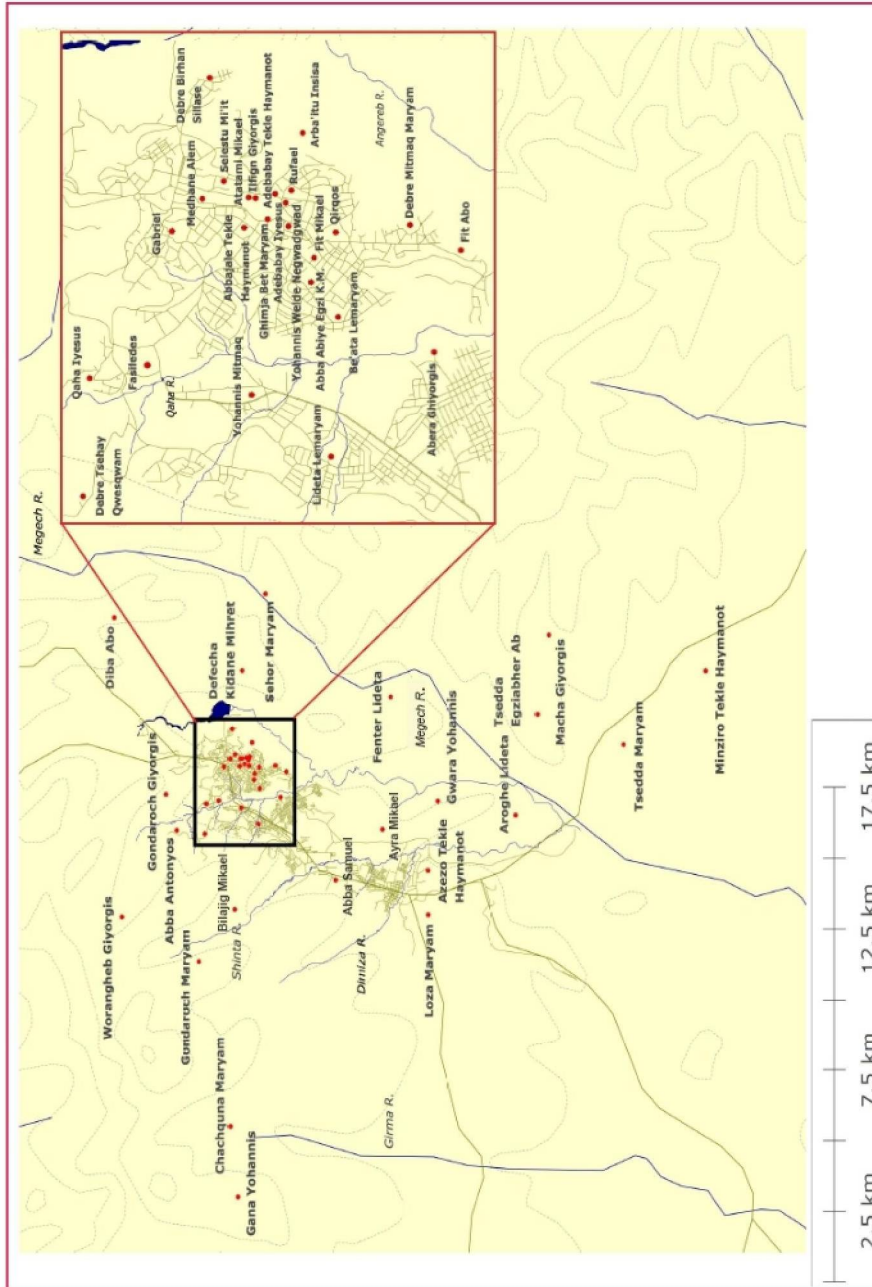 Megech R.
Qaha Iyesus
Debre Tsehay
Qwesqwam
Fasiledes
Qaha R.
Gabriel
Medhane Alem
Debre Birhan
Sillase
Selestu Mi'it
Atatami Mikael
Ilfign Giyorgis
Adebabay Tekle Haymanot
Rufael
Arba'itu Insisa
Abbajale Tekle
Haymanot
Ghimja Bet Maryam
Adebabay Iyesus
Yohannis Welde Negwadgwad
Fit Mikael
Abba Abiye Egzi K.M.
Qirqos
Be'ata Lemaryam
Yohannis Mitmaq
Lideta Lemaryam
Abera Ghiyorgis
Angereb R.
Debre Mitmaq Maryam
Fit Abo
Diba Abo
Defecha
Kidane Mihret
Sehor Maryam
Gondaroch Giyorgis
Abba Antonyos
Worangheb Giyorgis
Gondaroch Maryam
Bilajig Mikael
Shinta R.
Chachquna Maryam
Gana Yohannis
Fenter Lideta
Megech R.
Ayra Mikael
Abba Samuel
Dimiza R.
Gwara Yohannis
Azezo Tekle
Haymanot
Loza Maryam
Girma R.
Tsedda
Egziabher Ab
Aroghe Lideta
Macha Giyorgis
Tsedda Maryam
Minziro Tekle Haymanot
2.5 km
7.5 km
12.5 km
17.5 km